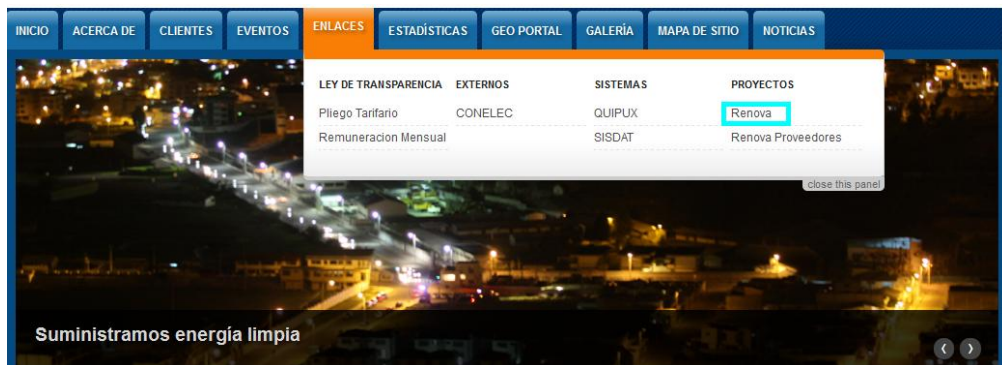 INICIO ACERCA DE CLIENTES EVENTOS ENLACES ESTADÍSTICAS GEO PORTAL GALERÍA MAPA DE SITIO NOTICIAS
LEY DE TRANSPARENCIA EXTERNOS SISTEMAS PROYECTOS
Pliego Tarifario CONELEC QUIPUX Renova
Remuneracion Mensual SISDAT Renova Proveedores
close this panel
Suministramos energía limpia